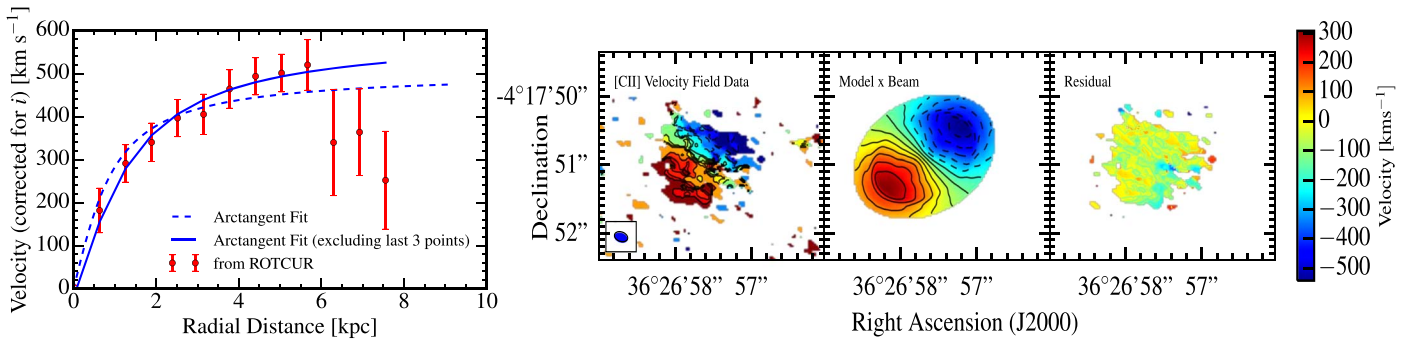 Velocity (corrected for i) [km s⁻¹]
600
500
400
300
200
100
0
0 2 4 6 8 10
Radial Distance [kpc]
Arctangent Fit
Arctangent Fit (excluding last 3 points)
from ROTCUR
Declination
-4°17'50"
51"
52"
[CII] Velocity Field Data
Model x Beam
Residual
36°26'58" 57" 36°26'58" 57" 36°26'58" 57"
Right Ascension (J2000)
300
200
100
0
−100
−200
−300
−400
−500
Velocity [kms⁻¹]